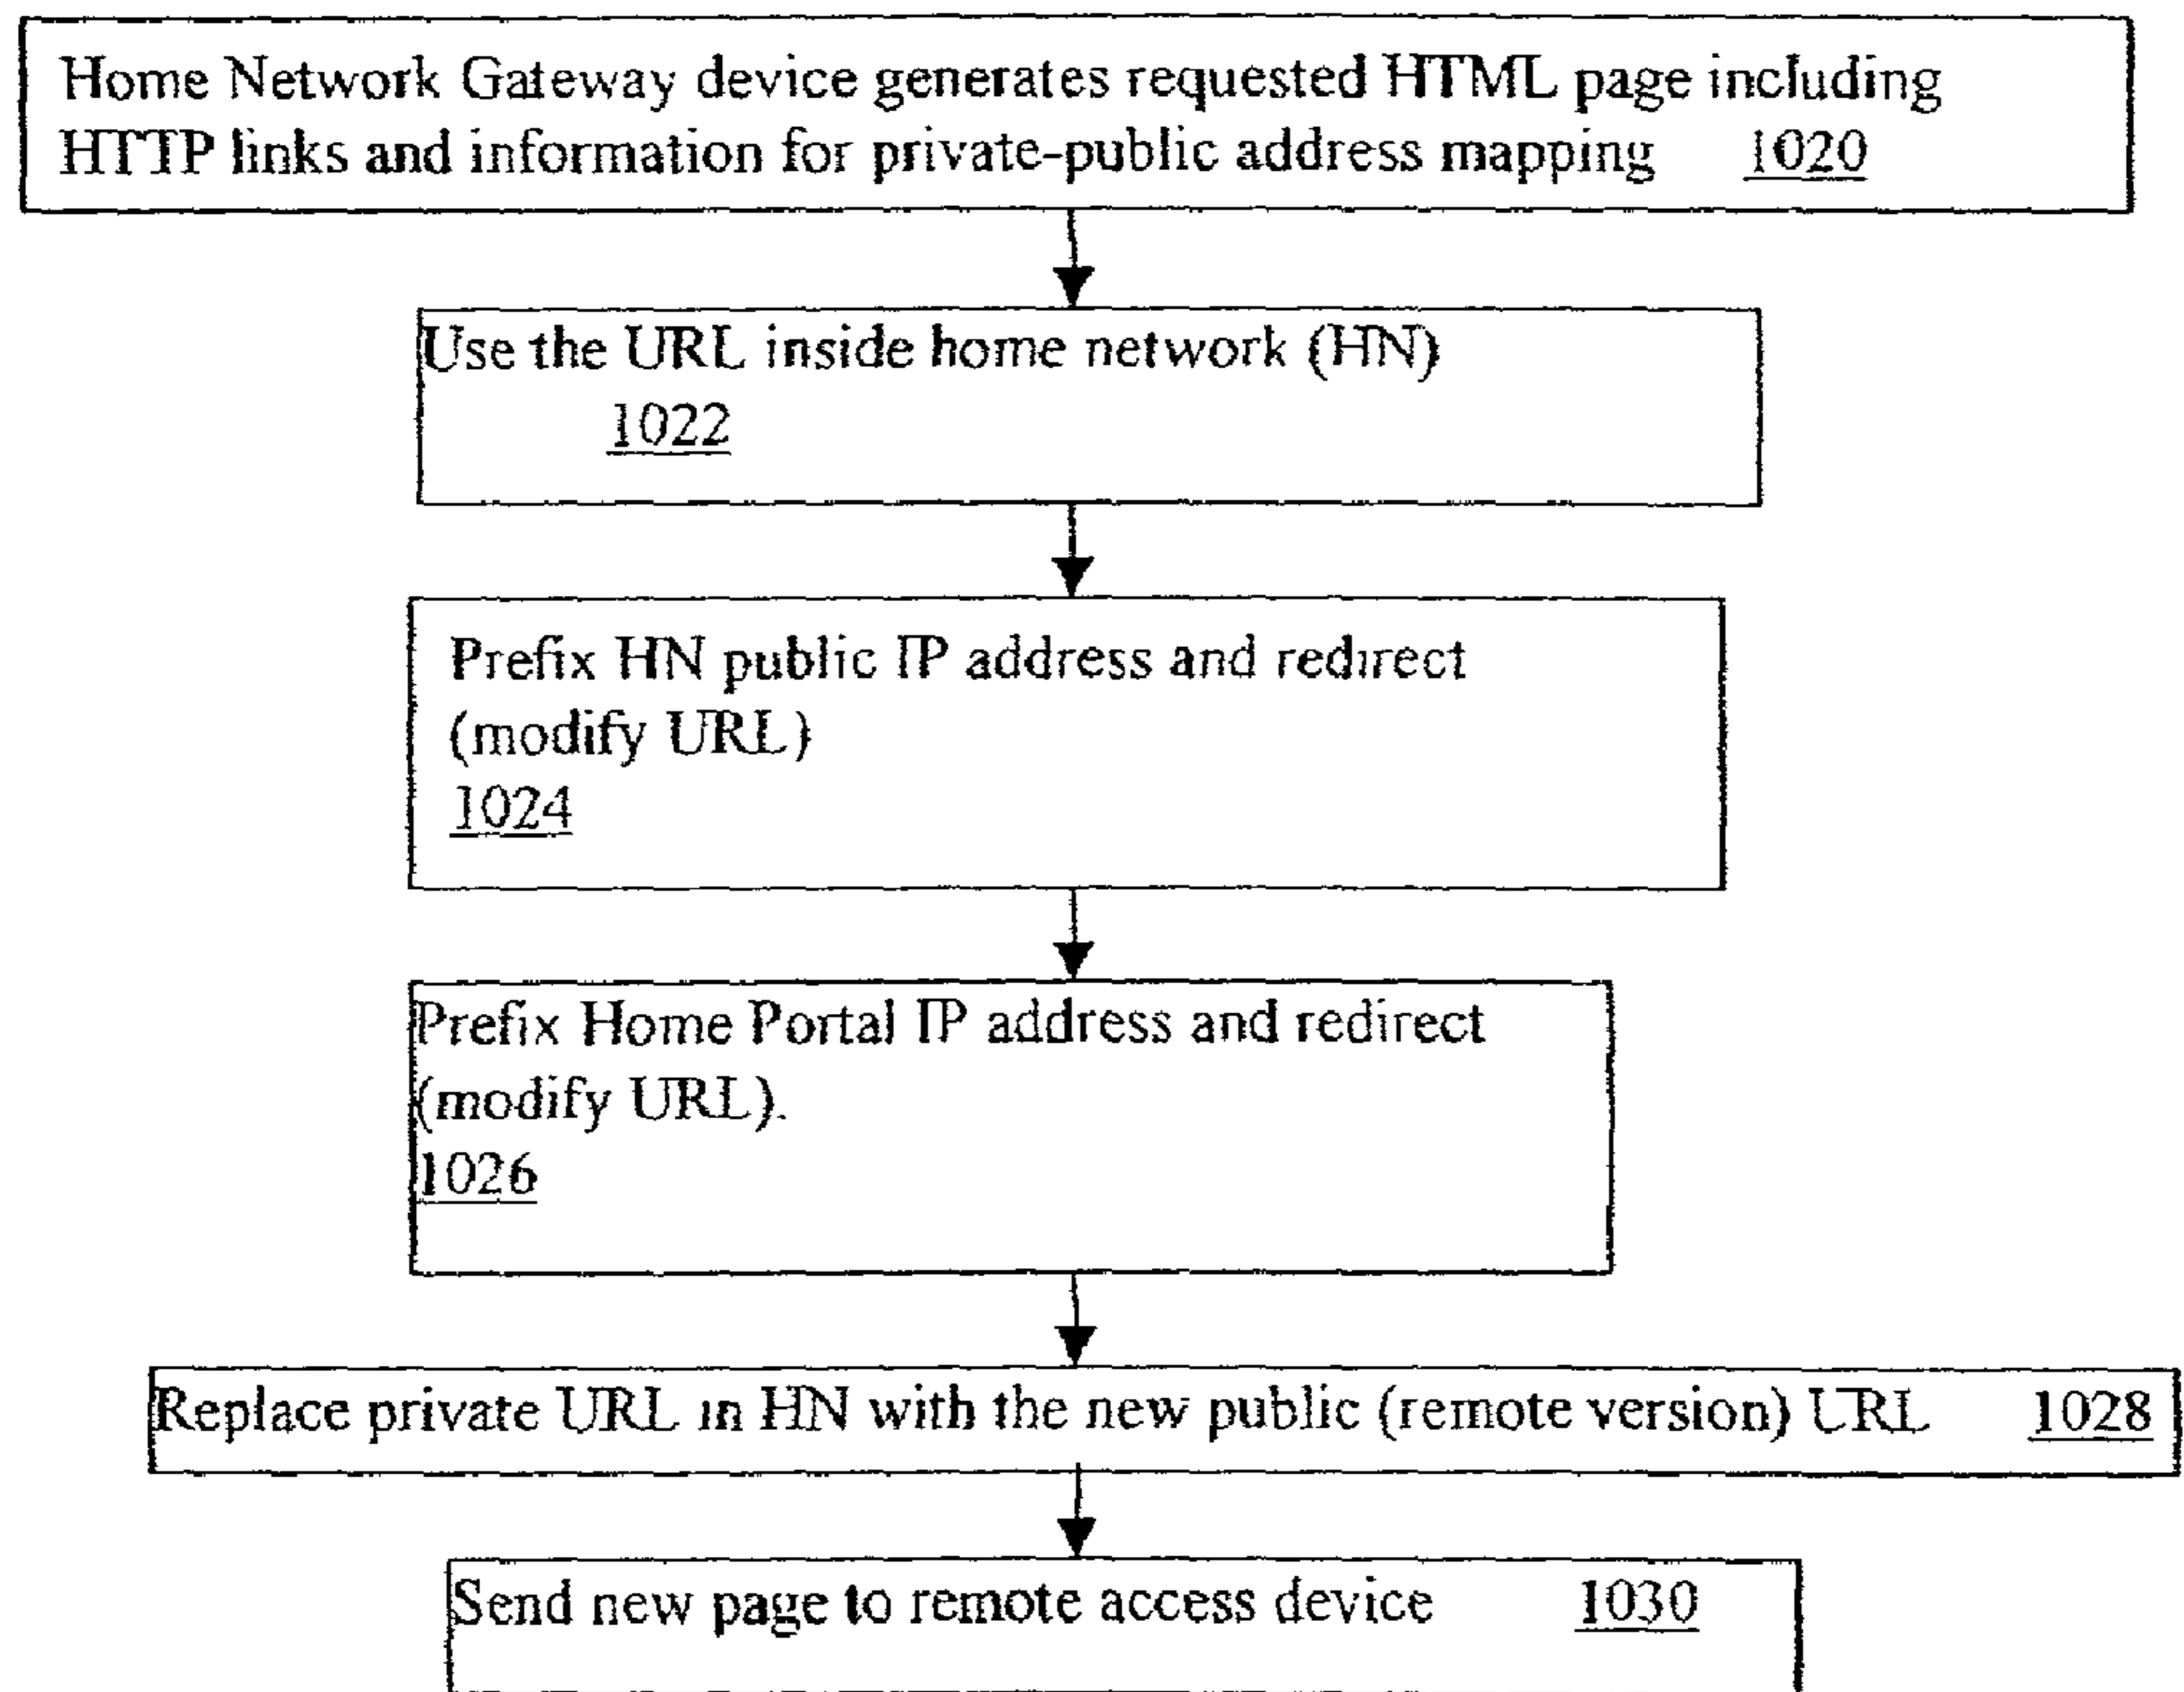 Home Network Gateway device generates requested HTML page including
HTTP links and information for private-public address mapping 1020
Use the URL inside home network (HN)
1022
Prefix HN public IP address and redirect
(modify URL)
1024
Prefix Home Portal IP address and redirect
(modify URL).
1026
Replace private URL in HN with the new public (remote version) URL 1028
Send new page to remote access device 1030